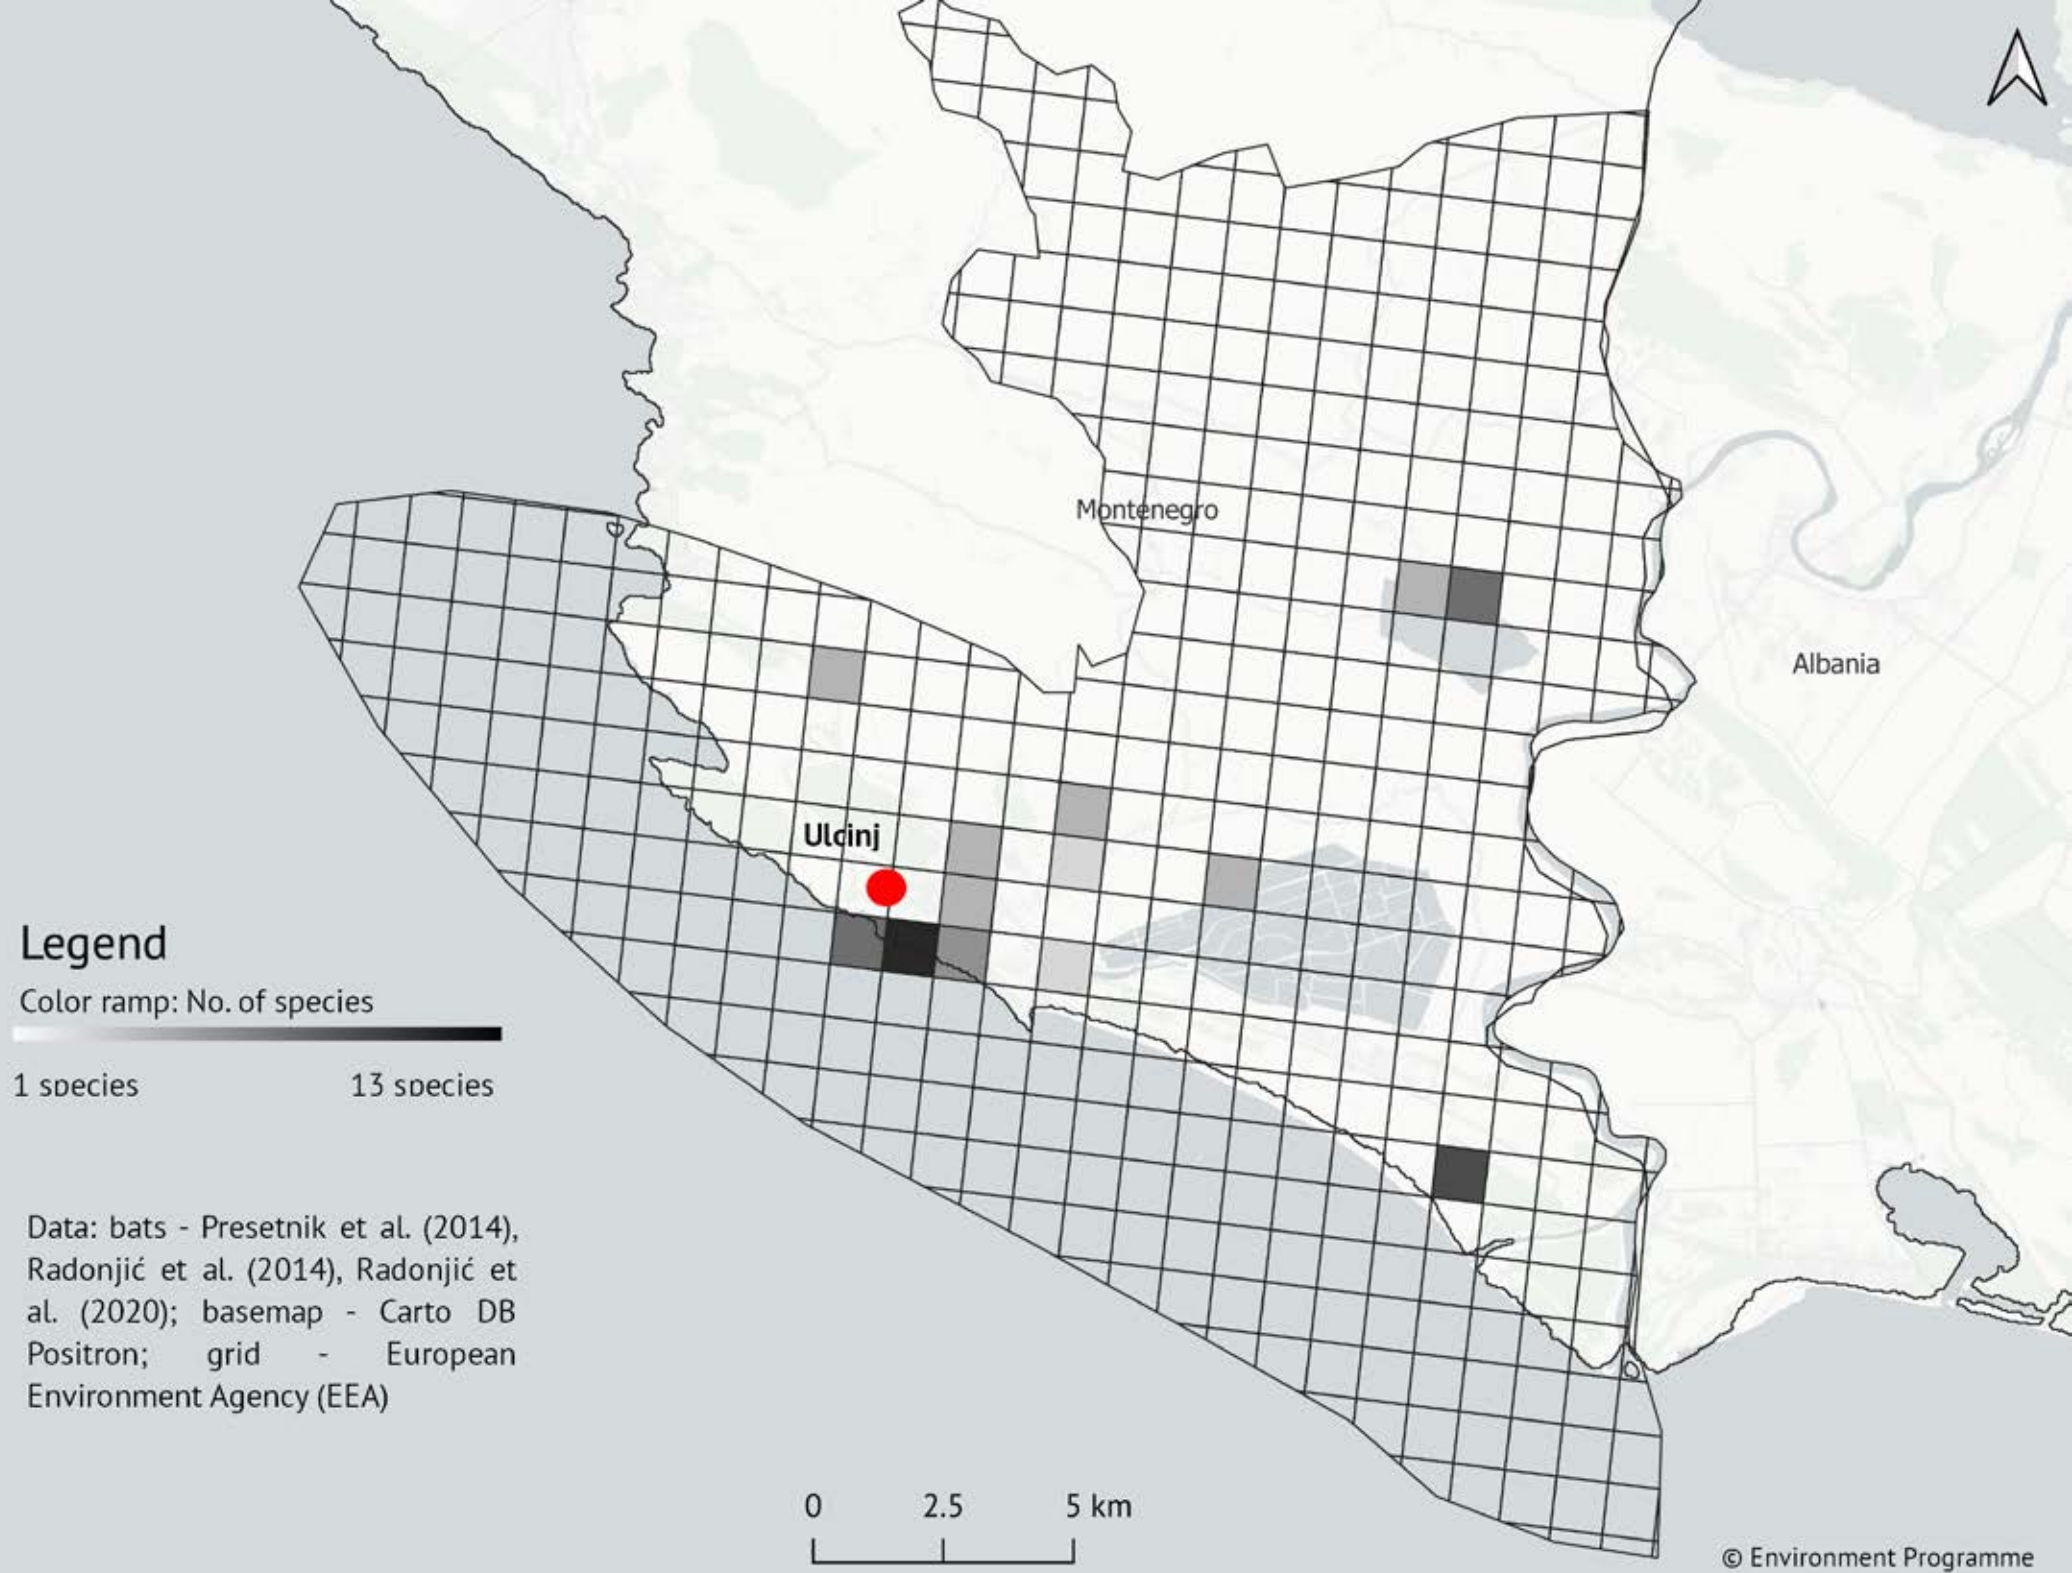 Montenegro
Albania
Ulcinj
Legend
Color ramp: No. of species
1 species 13 species
Data: bats - Presetnik et al. (2014),
Radonjić et al. (2014), Radonjić et
al. (2020); basemap - Carto DB
Positron; grid - European
Environment Agency (EEA)
0 2.5 5 km
© Environment Programme